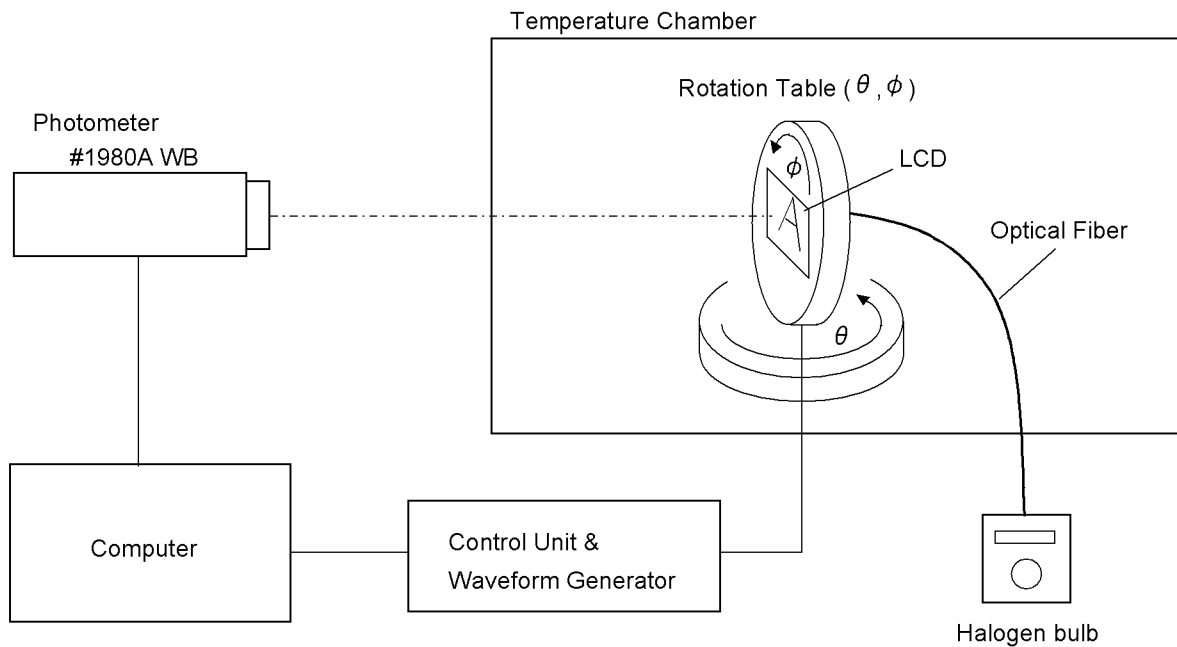 Temperature Chamber
Rotation Table ( θ , ϕ )
Photometer
#1980A WB
ϕ
LCD
A
Optical Fiber
θ
Computer
Control Unit &
Waveform Generator
Halogen bulb